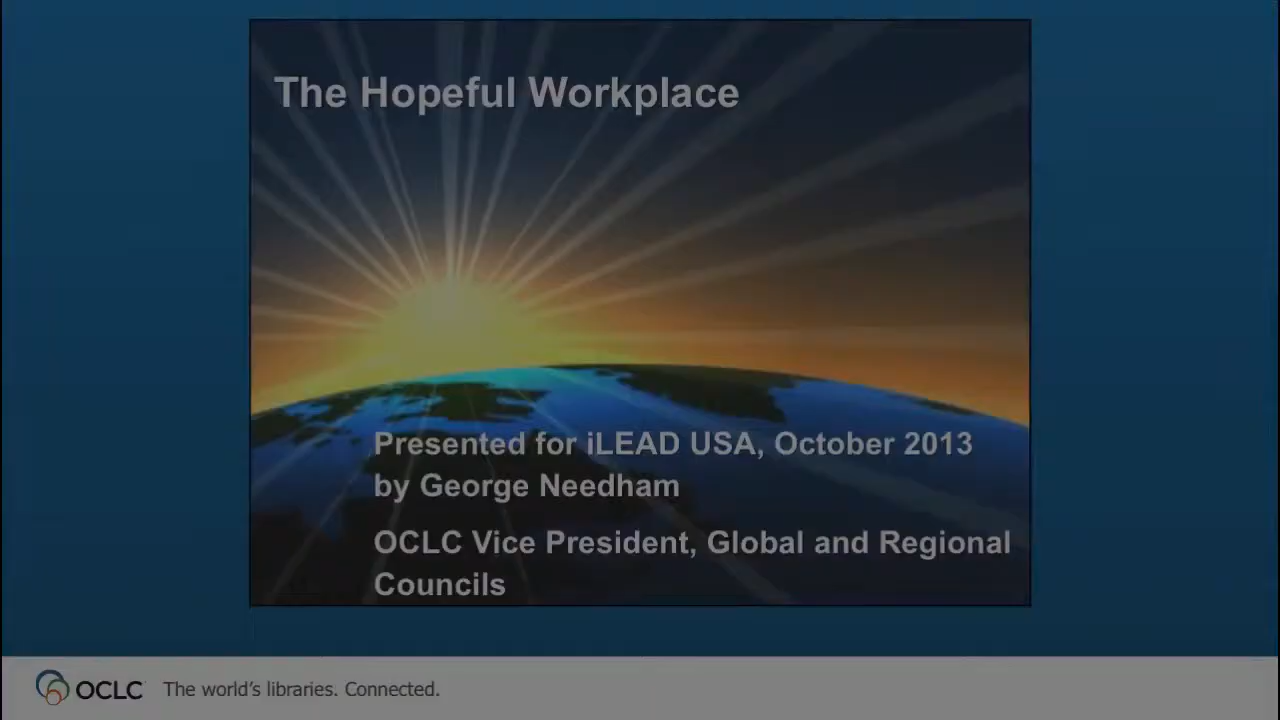 The Hopeful Workplace
Presented for iLEAD USA, October 2013
by George Needham
OCLC Vice President, Global and Regional
Councils
OCLC The world's libraries. Connected.